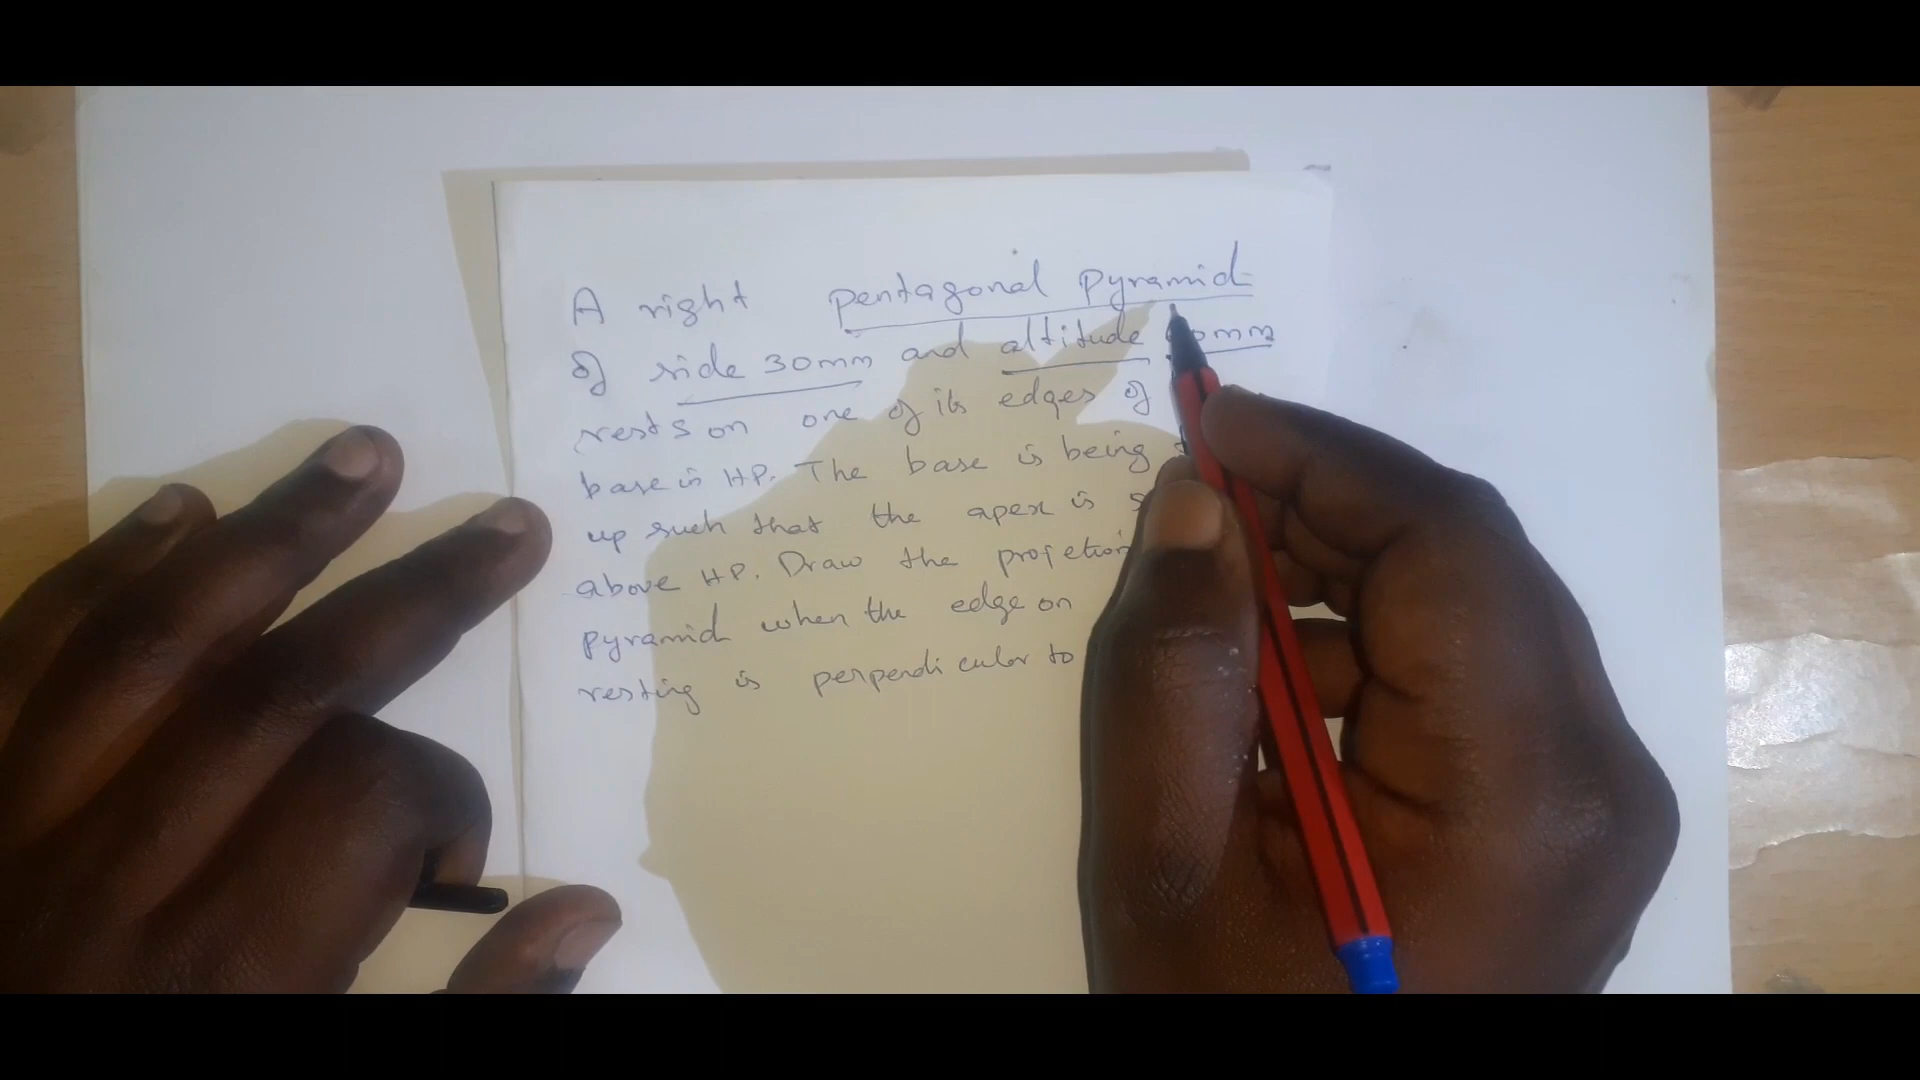 A right pentagonal pyramid
of side 30mm and altitude
rests on one of its edges of
base is HP. The base is being
up such that the apex is
above HP. Draw the projetion
pyramid when the edge on
resting is perpendicular to